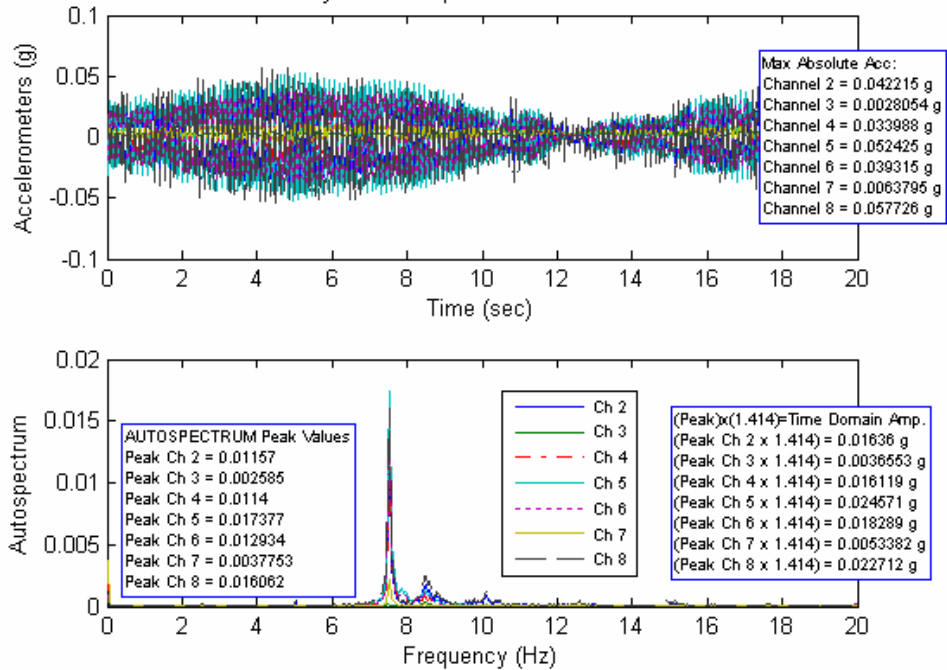 0.1
0.05
0
-0.05
-0.1
Accelerometers (g)
0 2 4 6 8 10 12 14 16 18 20
Time (sec)
Max Absolute Acc:
Channel 2 = 0.042215 g
Channel 3 = 0.0028054 g
Channel 4 = 0.033988 g
Channel 5 = 0.052425 g
Channel 6 = 0.039315 g
Channel 7 = 0.0063795 g
Channel 8 = 0.057726 g
0.02
0.015
0.01
0.005
0
Autospectrum
AUTOSPECTRUM Peak Values
Peak Ch 2 = 0.01157
Peak Ch 3 = 0.002585
Peak Ch 4 = 0.0114
Peak Ch 5 = 0.017377
Peak Ch 6 = 0.012934
Peak Ch 7 = 0.0037753
Peak Ch 8 = 0.016062
Ch 2
Ch 3
Ch 4
Ch 5
Ch 6
Ch 7
Ch 8
(Peak)x(1.414)=Time Domain Amp.
(Peak Ch 2 x 1.414) = 0.01636 g
(Peak Ch 3 x 1.414) = 0.0036553 g
(Peak Ch 4 x 1.414) = 0.016119 g
(Peak Ch 5 x 1.414) = 0.024571 g
(Peak Ch 6 x 1.414) = 0.018289 g
(Peak Ch 7 x 1.414) = 0.0053382 g
(Peak Ch 8 x 1.414) = 0.022712 g
0 2 4 6 8 10 12 14 16 18 20
Frequency (Hz)